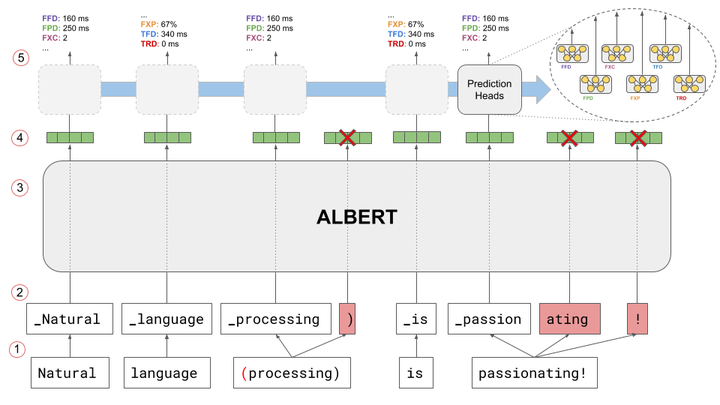 ...
...
FFD: 160 ms
FPD: 250 ms
FXC: 2
...
FXP: 67%
TFD: 340 ms
TRD: 0 ms
FFD: 160 ms
FPD: 250 ms
FXC: 2
...
FXP: 67%
TFD: 340 ms
TRD: 0 ms
FFD: 160 ms
FPD: 250 ms
FXC: 2
...
5
Prediction
Heads
FFD
FXC
TFD
FPD
FXP
TRD
4
3
ALBERT
2
_Natural
_language
_processing
)
_is
_passion
ating
!
1
Natural
language
(processing)
is
passionating!